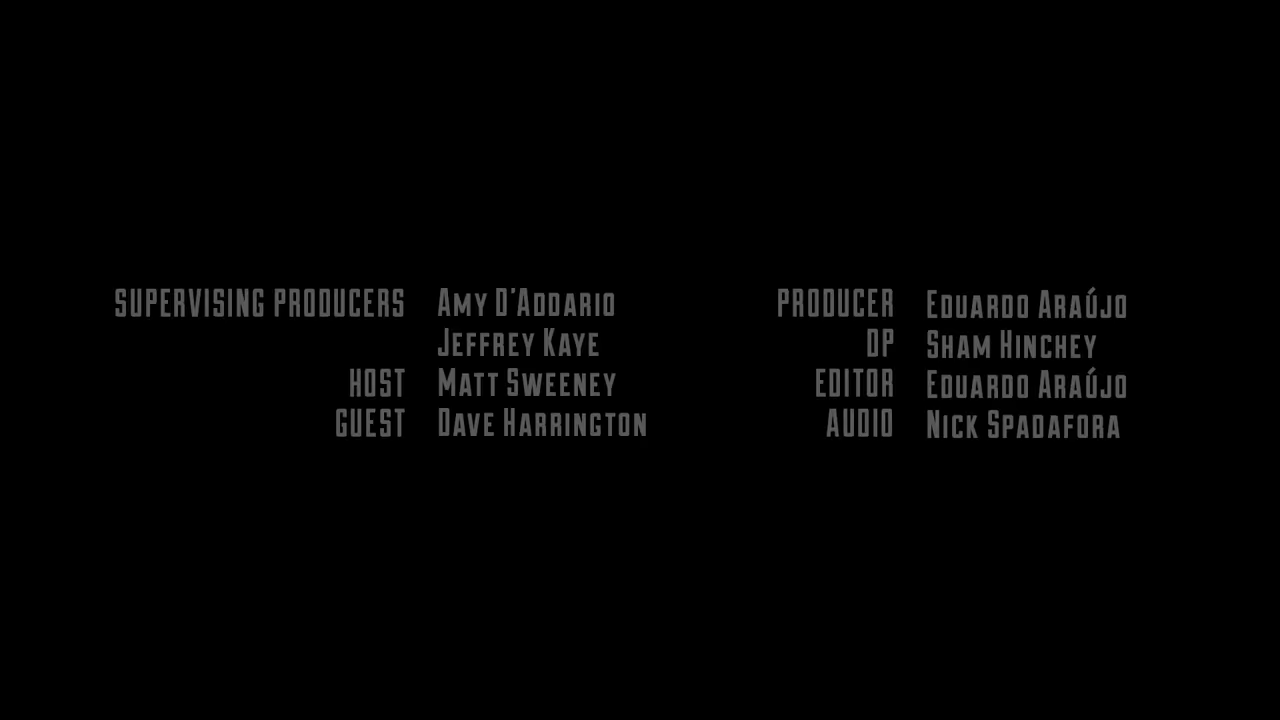 SUPERVISING PRODUCERS Amy D'Addario
Jeffrey Kaye
HOST Matt Sweeney
GUEST Dave Harrington
PRODUCER Eduardo Araújo
DP Sham Hinchey
EDITOR Eduardo Araújo
AUDIO Nick Spadafora